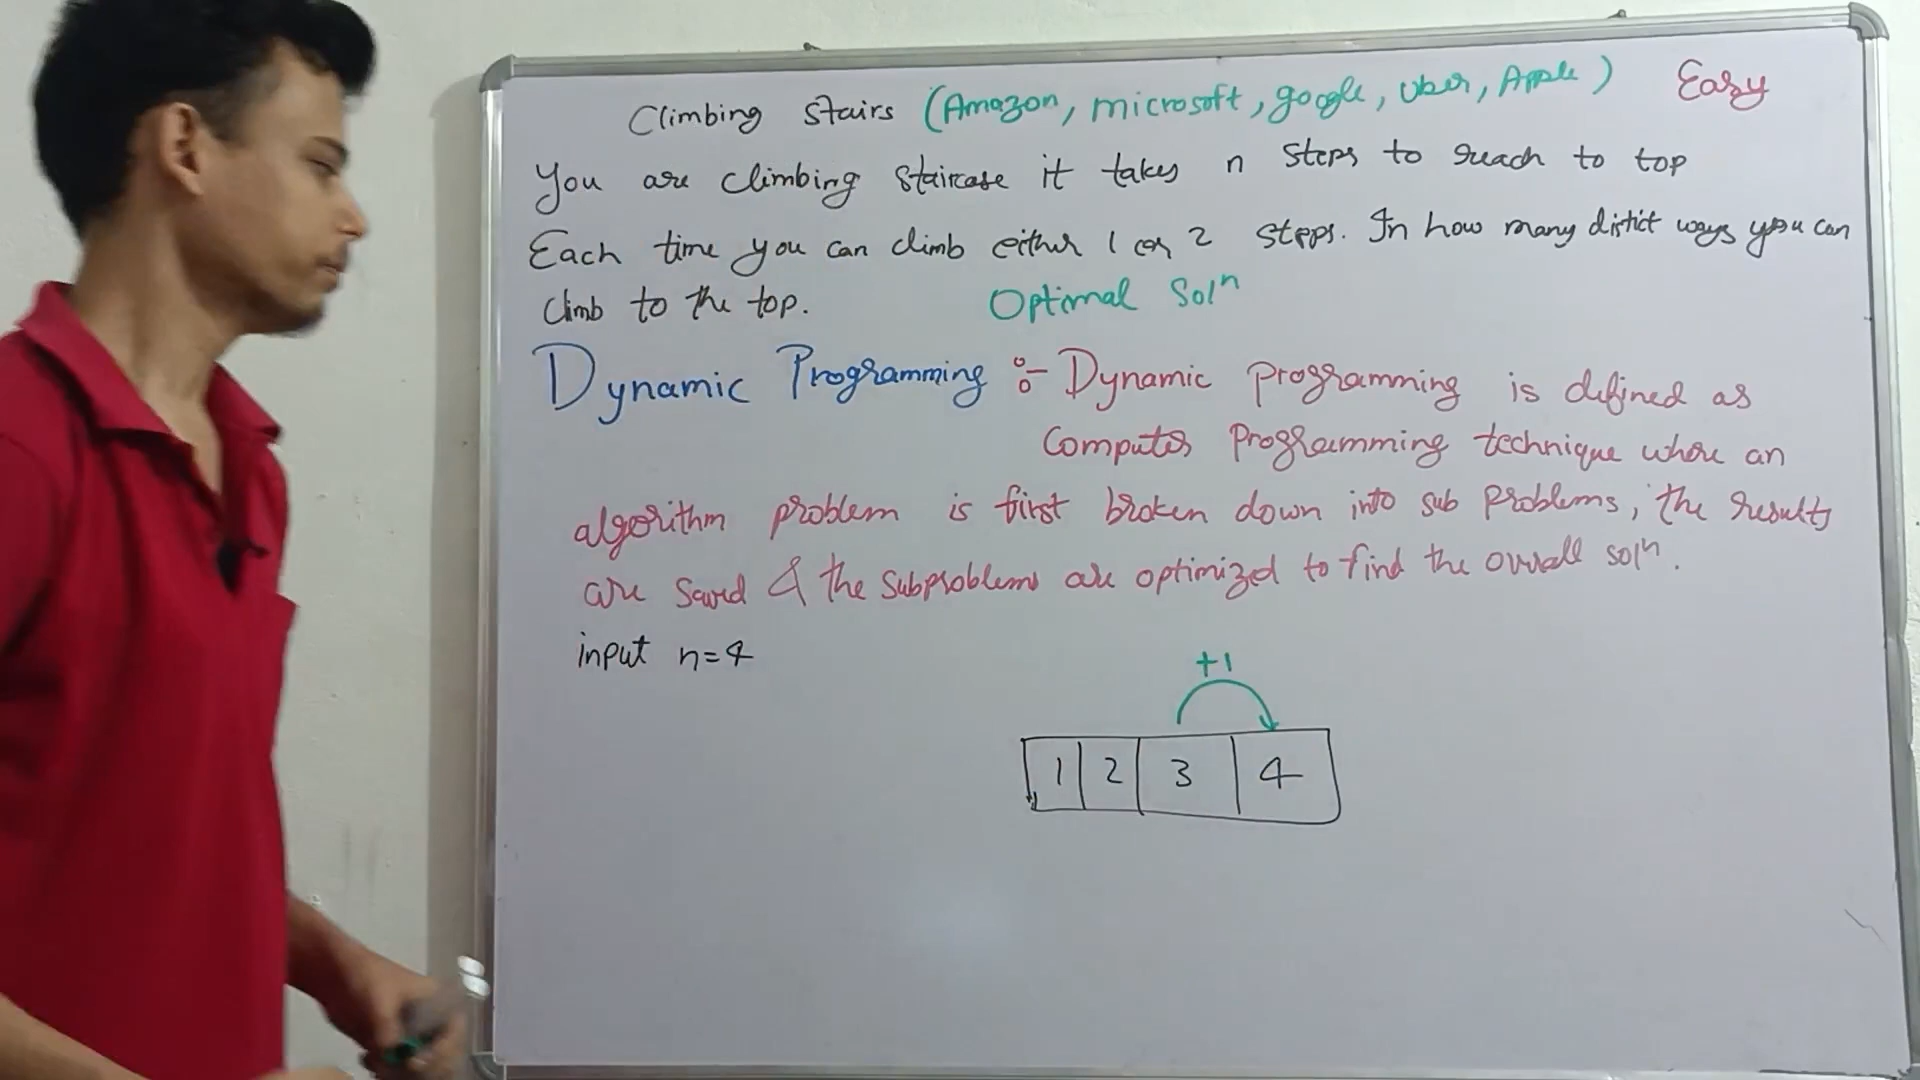 Climbing Stairs (Amazon, microsoft, google, Uber, Apple) Easy
You are climbing staircase it takes n steps to reach to top
Each time you can climb either 1 or 2 steps. In how many distict ways you can
climb to the top. Optimal Solⁿ
Dynamic Programming :- Dynamic programming is defined as
Computer Programming technique where an
algorithm problem is first broken down into sub problems, the results
are saved & the subproblems are optimized to find the overall solⁿ.
input n=4
+1
1 2 3 4